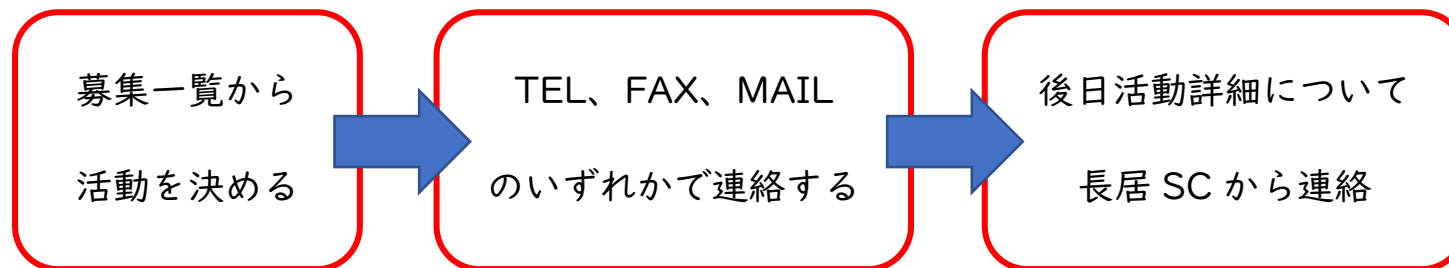 募集一覧から
活動を決める
TEL、FAX、MAIL
のいずれかで連絡する
後日活動詳細について
長居 SC から連絡